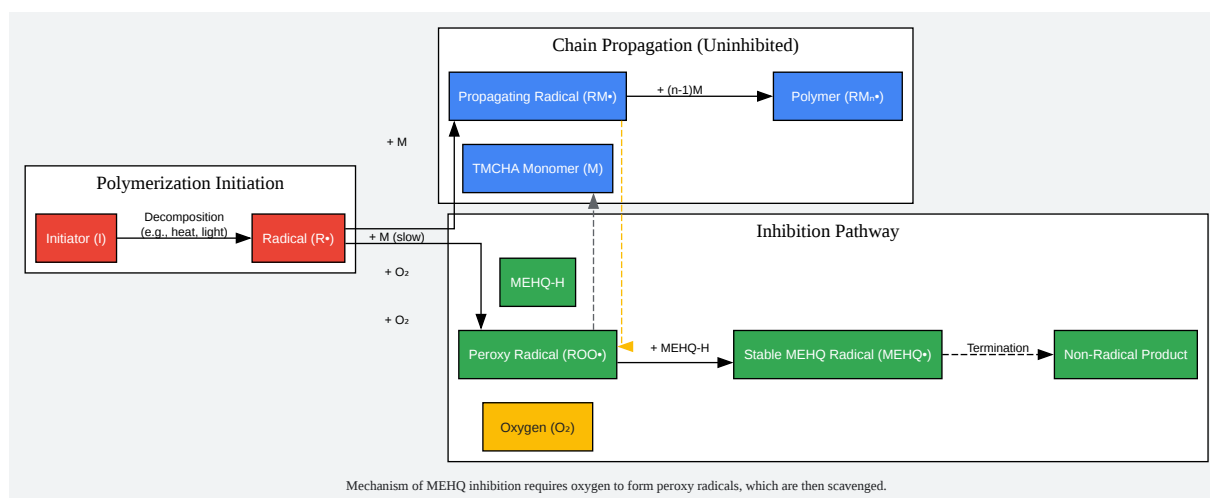 Chain Propagation (Uninhibited)
Propagating Radical (RM•)
+ (n-1)M
Polymer (RMₙ•)
+ M
TMCHA Monomer (M)
Polymerization Initiation
Initiator (I)
Decomposition
(e.g., heat, light)
Radical (R•)
+ M (slow)
+ O₂
+ O₂
Inhibition Pathway
MEHQ-H
Peroxy Radical (ROO•)
+ MEHQ-H
Stable MEHQ Radical (MEHQ•)
Termination
Non-Radical Product
Oxygen (O₂)
Mechanism of MEHQ inhibition requires oxygen to form peroxy radicals, which are then scavenged.